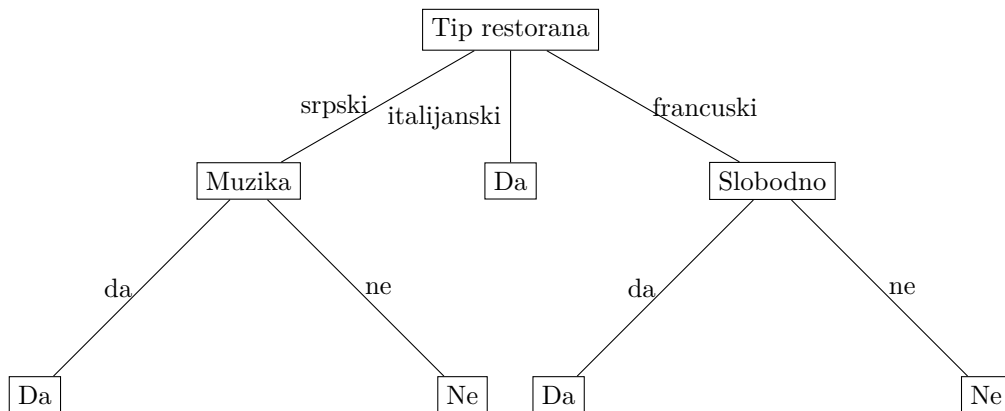 Tip restorana
srpski
italijanski
francuski
Muzika
Da
Slobodno
da
ne
da
ne
Da
Ne
Da
Ne